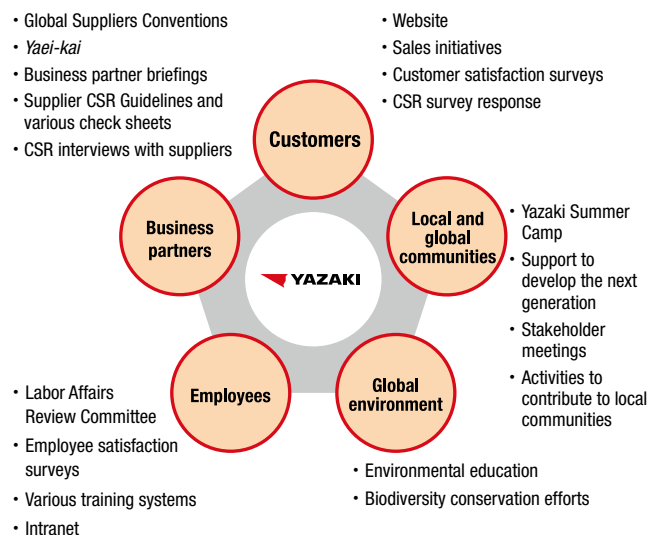 • Global Suppliers Conventions
• Yaei-kai
• Business partner briefings
• Supplier CSR Guidelines and
various check sheets
• CSR interviews with suppliers
• Website
• Sales initiatives
• Customer satisfaction surveys
• CSR survey response
Customers
Business
partners
Local and
global
communities
• Yazaki Summer
Camp
• Support to
develop the next
generation
• Stakeholder
meetings
• Activities to
contribute to local
communities
YAZAKI
Employees
Global
environment
• Labor Affairs
Review Committee
• Employee satisfaction
surveys
• Various training systems
• Intranet
• Environmental education
• Biodiversity conservation efforts